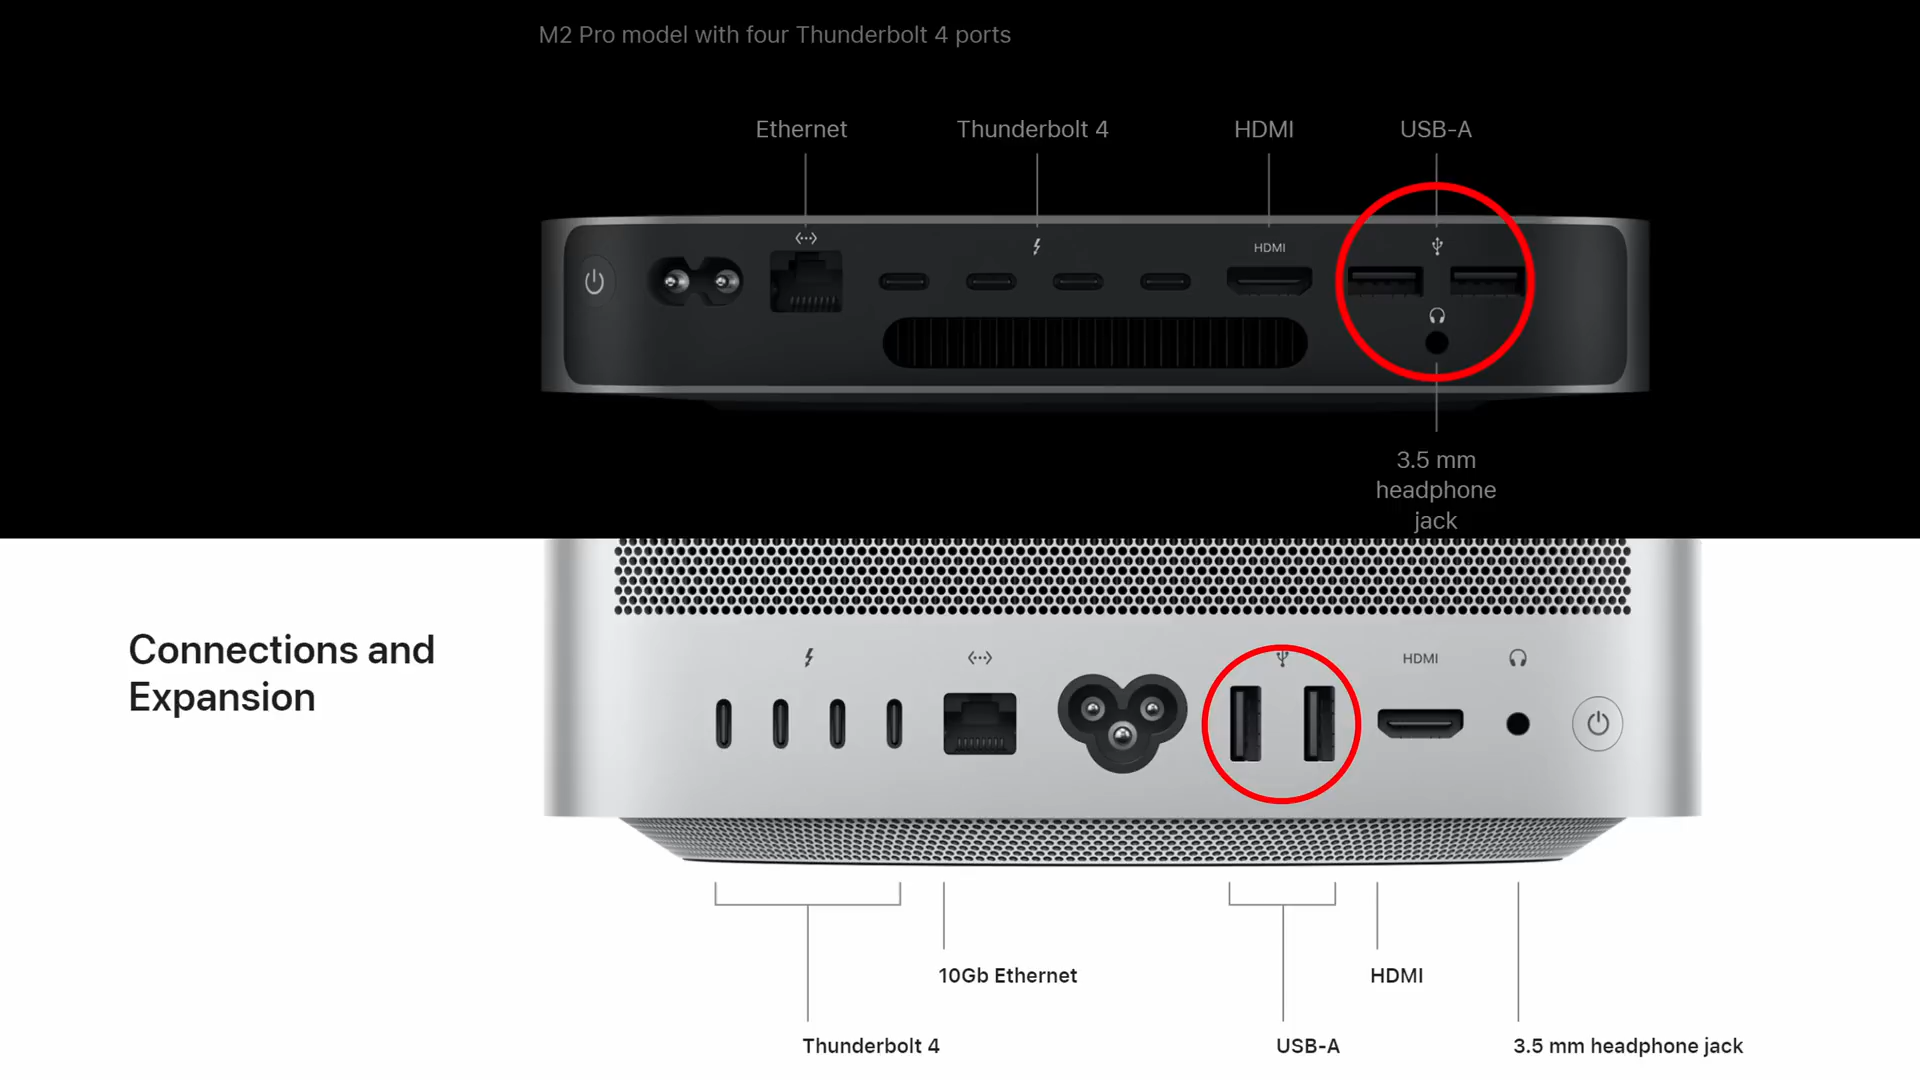 M2 Pro model with four Thunderbolt 4 ports
Ethernet
Thunderbolt 4
HDMI
USB-A
HDMI
3.5 mm
headphone
jack
Connections and
Expansion
HDMI
10Gb Ethernet
HDMI
Thunderbolt 4
USB-A
3.5 mm headphone jack